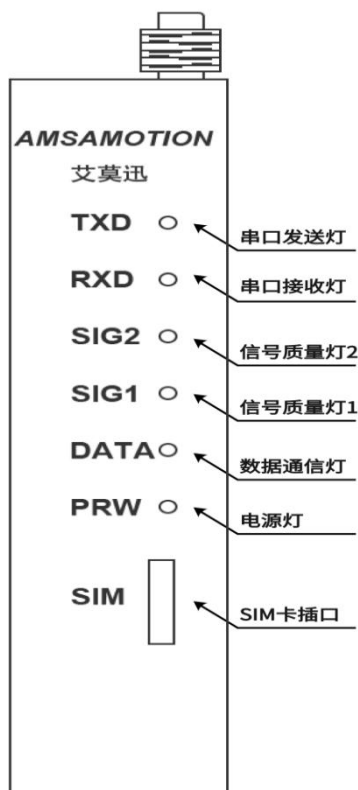 AMSAMOTION
艾莫迅
TXD 串口发送灯
RXD 串口接收灯
SIG2 信号质量灯2
SIG1 信号质量灯1
DATA 数据通信灯
PRW 电源灯
SIM SIM卡插口